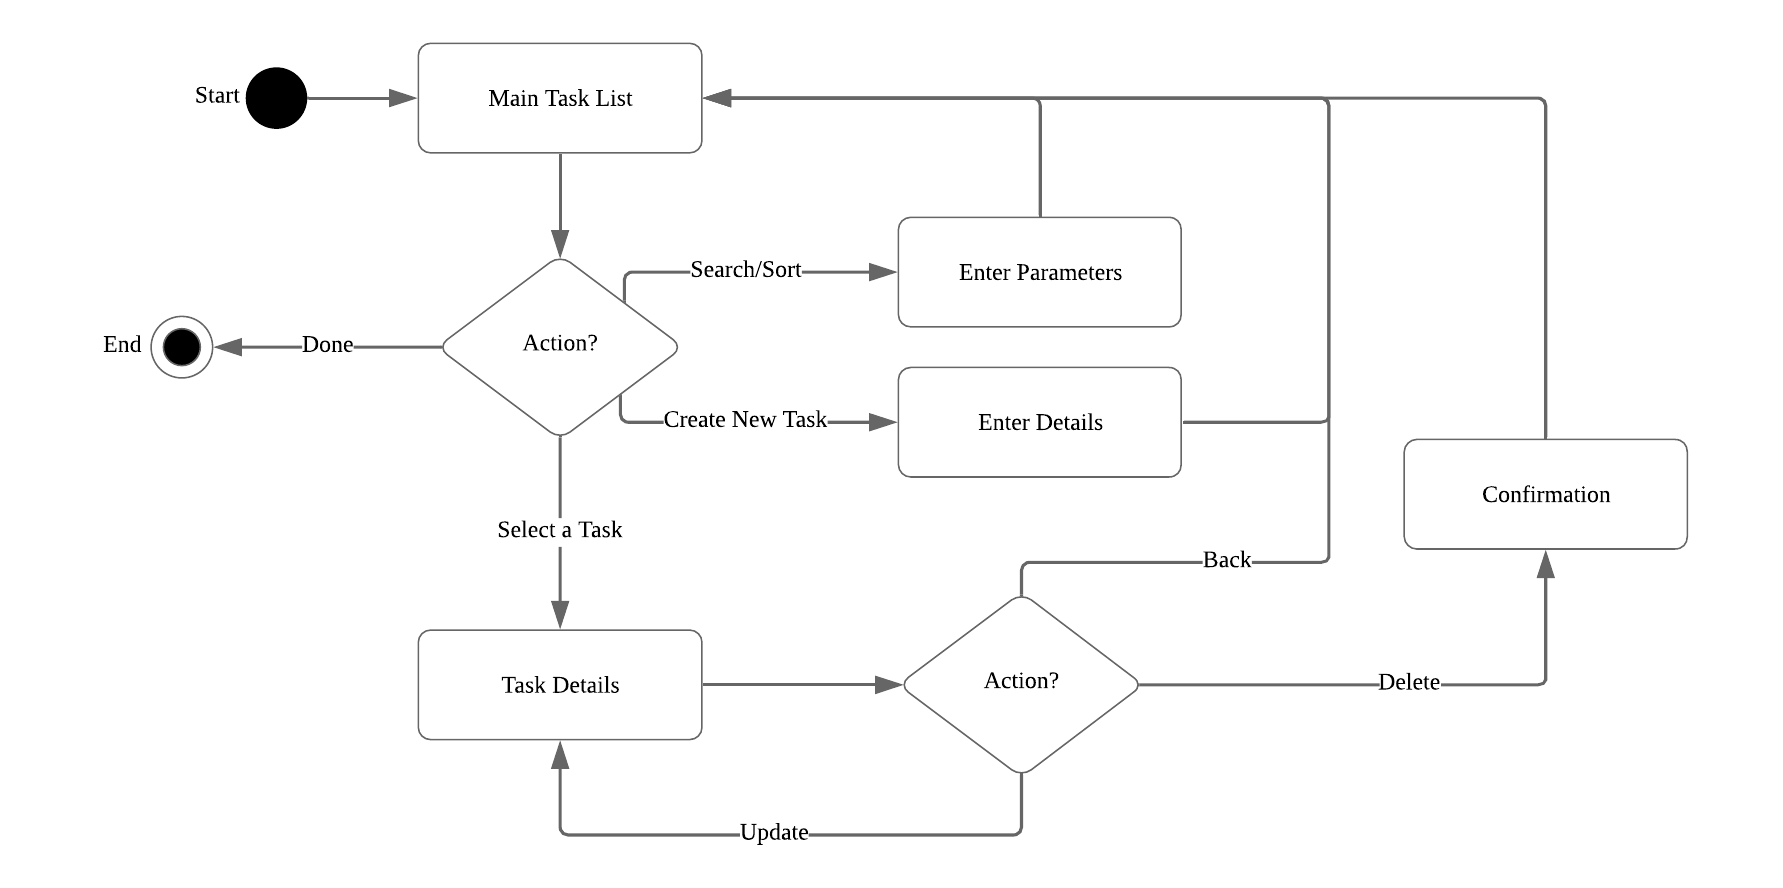 Start
Main Task List
Search/Sort
Enter Parameters
End
Done
Action?
Create New Task
Enter Details
Confirmation
Select a Task
Back
Task Details
Action?
Delete
Update